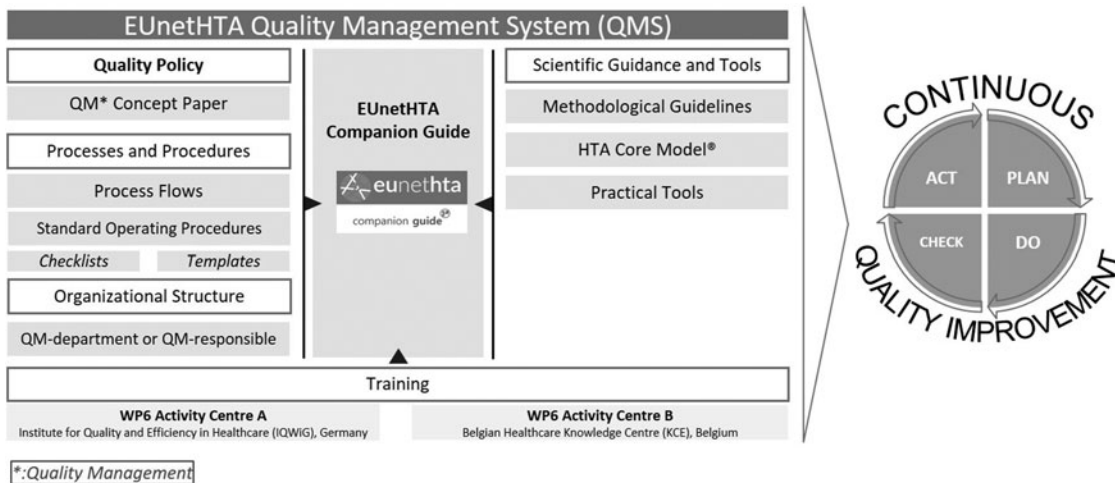 EUnetHTA Quality Management System (QMS)
Quality Policy
QM* Concept Paper
Processes and Procedures
Process Flows
Standard Operating Procedures
Checklists
Templates
Organizational Structure
QM-department or QM-responsible
EUnetHTA
Companion Guide
eunethta
companion guide
Scientific Guidance and Tools
Methodological Guidelines
HTA Core Model®
Practical Tools
Training
WP6 Activity Centre A
Institute for Quality and Efficiency in Healthcare (IQWiG), Germany
WP6 Activity Centre B
Belgian Healthcare Knowledge Centre (KCE), Belgium
*:Quality Management
CONTINUOUS
ACT
PLAN
CHECK
DO
QUALITY IMPROVEMENT